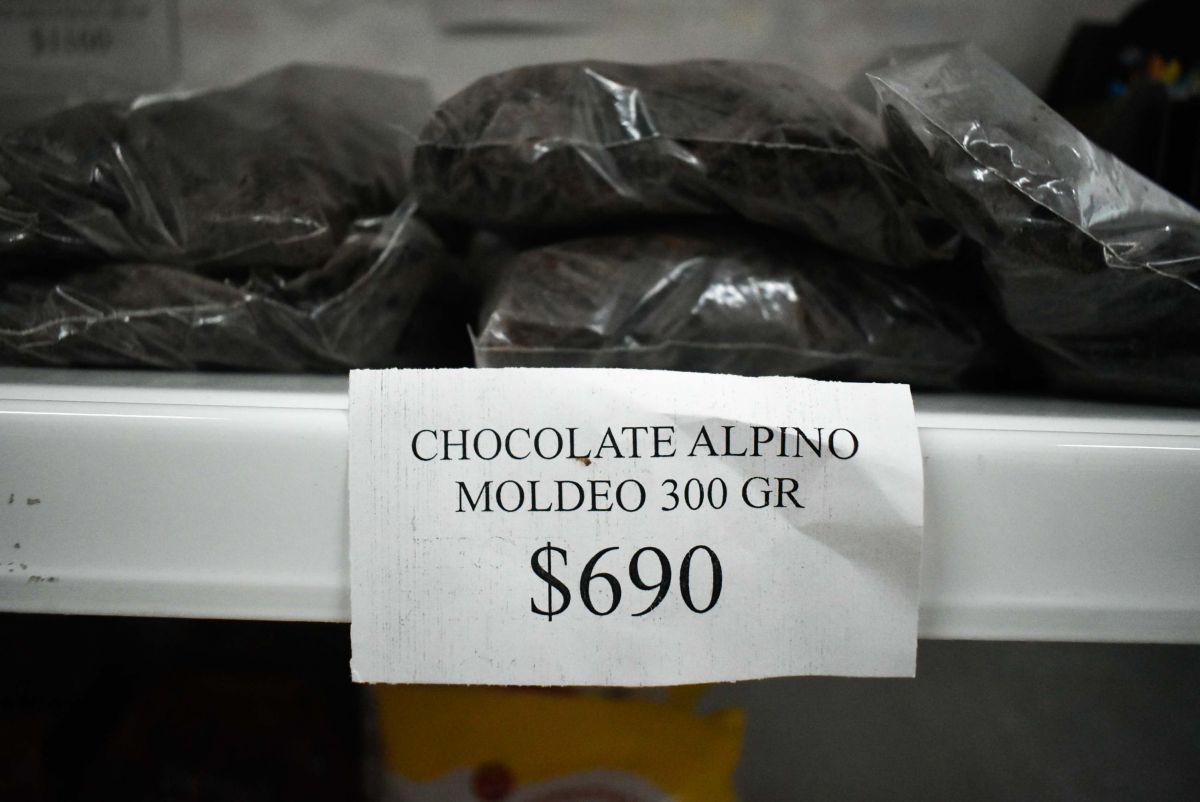 CHOCOLATE ALPINO
MOLDEO 300 GR
$690